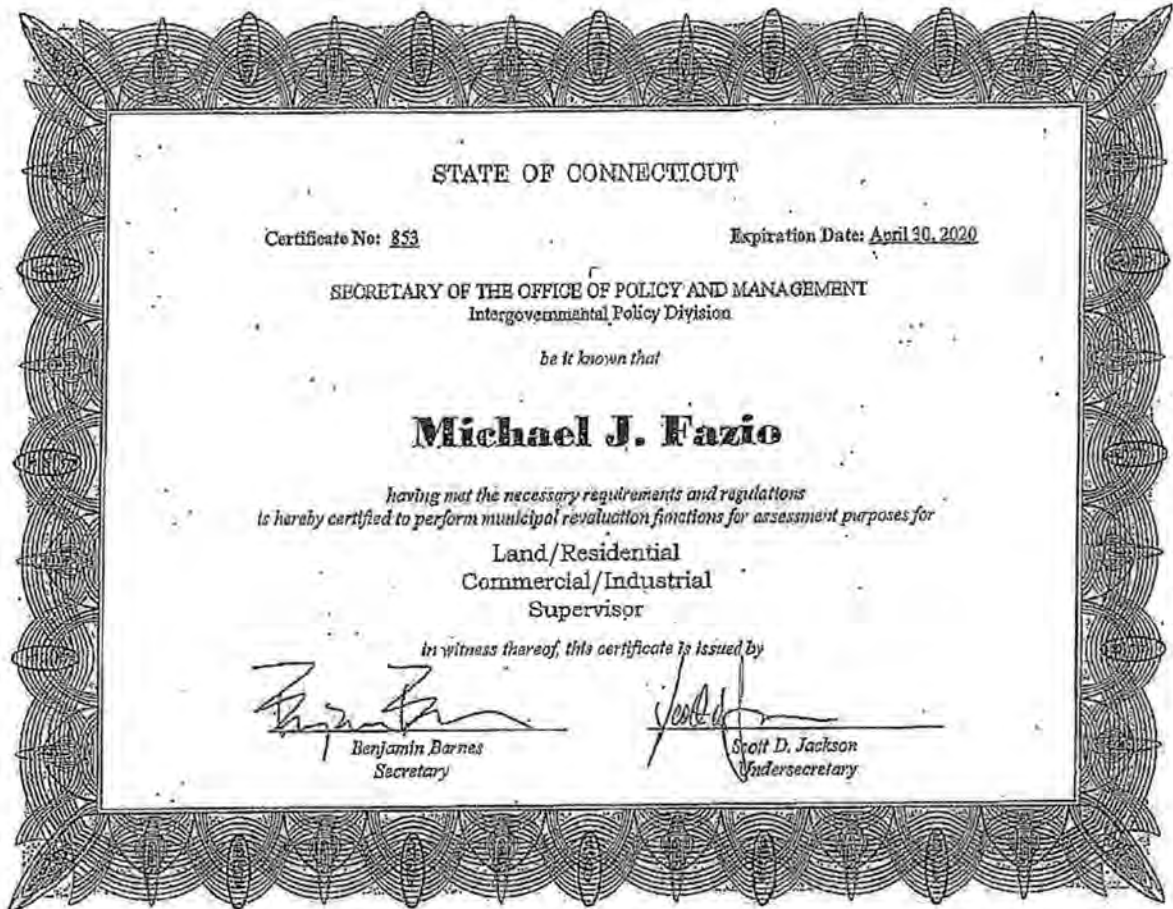 STATE OF CONNECTICUT
Certificate No: 853 Expiration Date: April 30, 2020
SECRETARY OF THE OFFICE OF POLICY AND MANAGEMENT
Intergovernmental Policy Division
be it known that
Michael J. Fazio
having met the necessary requirements and regulations
is hereby certified to perform municipal revaluation functions for assessment purposes for
Land/Residential
Commercial/Industrial
Supervisor
in witness thereof, this certificate is issued by
Benjamin Barnes
Secretary
Scott D. Jackson
Undersecretary